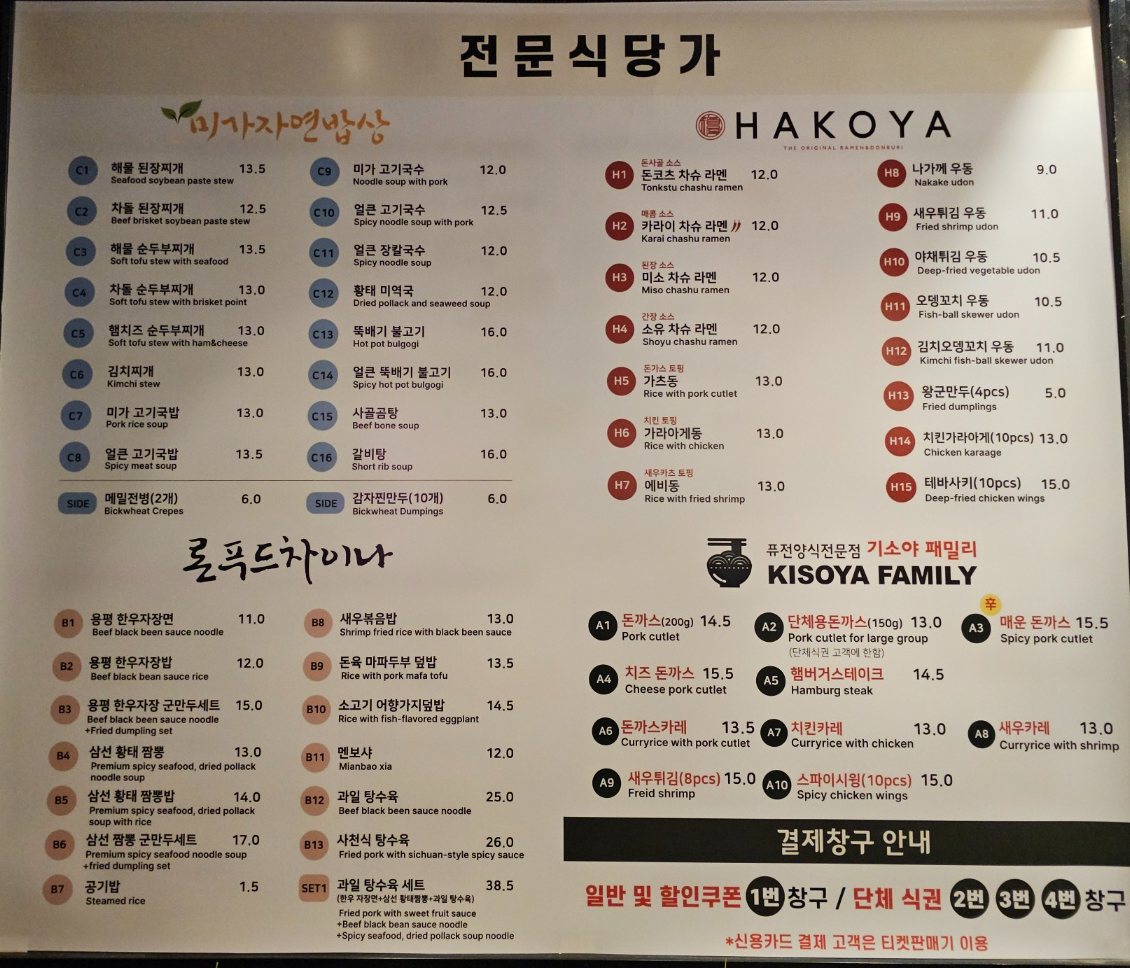 전문식당가
미가자연밥상
C1 해물 된장찌개 13.5
Seafood soybean paste stew
C2 차돌 된장찌개 12.5
Beef brisket soybean paste stew
C3 해물 순두부찌개 13.5
Soft tofu stew with seafood
C4 차돌 순두부찌개 13.0
Soft tofu stew with brisket point
C5 햄치즈 순두부찌개 13.0
Soft tofu stew with ham&cheese
C6 김치찌개 13.0
Kimchi stew
C7 미가 고기국밥 13.0
Pork rice soup
C8 얼큰 고기국밥 13.5
Spicy meat soup
SIDE 메밀전병(2개) 6.0
Bickwheat Crepes
C9 미가 고기국수 12.0
Noodle soup with pork
C10 얼큰 고기국수 12.5
Spicy noodle soup with pork
C11 얼큰 장칼국수 12.0
Spicy noodle soup
C12 황태 미역국 12.0
Dried pollack and seaweed soup
C13 뚝배기 불고기 16.0
Hot pot bulgogi
C14 얼큰 뚝배기 불고기 16.0
Spicy hot pot bulgogi
C15 사골곰탕 13.0
Beef bone soup
C16 갈비탕 16.0
Short rib soup
SIDE 감자찐만두(10개) 6.0
Bickwheat Dumpings
HAKOYA
THE ORIGINAL RAMEN&DONBURI
돈사골 소스
H1 돈코츠 차슈 라멘 12.0
Tonkstu chashu ramen
매콤 소스
H2 카라이 차슈 라멘 12.0
Karai chashu ramen
된장 소스
H3 미소 차슈 라멘 12.0
Miso chashu ramen
간장 소스
H4 소유 차슈 라멘 12.0
Shoyu chashu ramen
돈가스 토핑
H5 가츠동 13.0
Rice with pork cutlet
치킨 토핑
H6 가라아게동 13.0
Rice with chicken
새우카츠 토핑
H7 에비동 13.0
Rice with fried shrimp
H8 나가께 우동 9.0
Nakake udon
H9 새우튀김 우동 11.0
Fried shrimp udon
H10 야채튀김 우동 10.5
Deep-fried vegetable udon
H11 오뎅꼬치 우동 10.5
Fish-ball skewer udon
H12 김치오뎅꼬치 우동 11.0
Kimchi fish-ball skewer udon
H13 왕군만두(4pcs) 5.0
Fried dumplings
H14 치킨가라아게(10pcs) 13.0
Chicken karaage
H15 테바사키(10pcs) 15.0
Deep-fried chicken wings
론푸드차이나
B1 용평 한우자장면 11.0
Beef black been sauce noodle
B2 용평 한우자장밥 12.0
Beef black bean sauce rice
B3 용평 한우자장 군만두세트 15.0
Beef black been sauce noodle
+Fried dumpling set
B4 삼선 황태 짬뽕 13.0
Premium spicy seafood, dried pollack
noodle soup
B5 삼선 황태 짬뽕밥 14.0
Premium spicy seafood, dried pollack
soup with rice
B6 삼선 짬뽕 군만두세트 17.0
Premium spicy seafood noodle soup
+fried dumpling set
B7 공기밥 1.5
Steamed rice
B8 새우볶음밥 13.0
Shrimp fried rice with black been sauce
B9 돈육 마파두부 덮밥 13.5
Rice with pork mafa tofu
B10 소고기 어향가지덮밥 14.5
Rice with fish-flavored eggplant
B11 멘보샤 12.0
Mianbao xia
B12 과일 탕수육 25.0
Beef black been sauce noodle
B13 사천식 탕수육 26.0
Fried pork with sichuan-style spicy sauce
SET1 과일 탕수육 세트 38.5
(한우 자장면+삼선 황태짬뽕+과일 탕수육)
Fried pork with sweet fruit sauce
+Beef black been sauce noodle
+Spicy seafood, dried pollack soup noodle
퓨전양식전문점 기소야 패밀리
KISOYA FAMILY
A1 돈까스(200g) 14.5
Pork cutlet
A2 단체용돈까스(150g) 13.0
Pork cutlet for large group
(단체식권 고객에 한함)
辛
A3 매운 돈까스 15.5
Spicy pork cutlet
A4 치즈 돈까스 15.5
Cheese pork cutlet
A5 햄버거스테이크 14.5
Hamburg steak
A6 돈까스카레 13.5
Curryrice with pork cutlet
A7 치킨카레 13.0
Curryrice with chicken
A8 새우카레 13.0
Curryrice with shrimp
A9 새우튀김(8pcs) 15.0
Freid shrimp
A10 스파이시윙(10pcs) 15.0
Spicy chicken wings
결제창구 안내
일반 및 할인쿠폰 1번 창구 / 단체 식권 2번 3번 4번 창구
*신용카드 결제 고객은 티켓판매기 이용